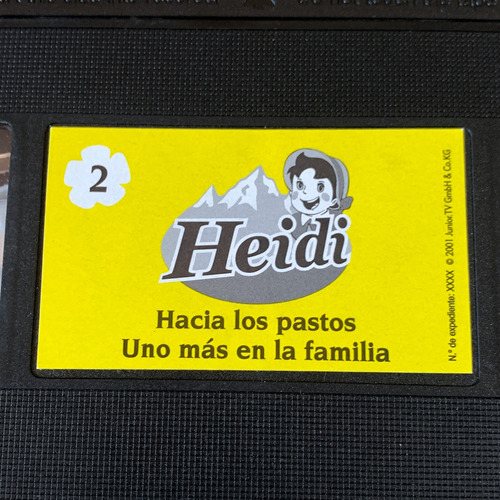 2
Heidi
Hacia los pastos
Uno más en la familia
N.º de expediente: XXXX © 2001 Junior.TV GmbH & Co.KG